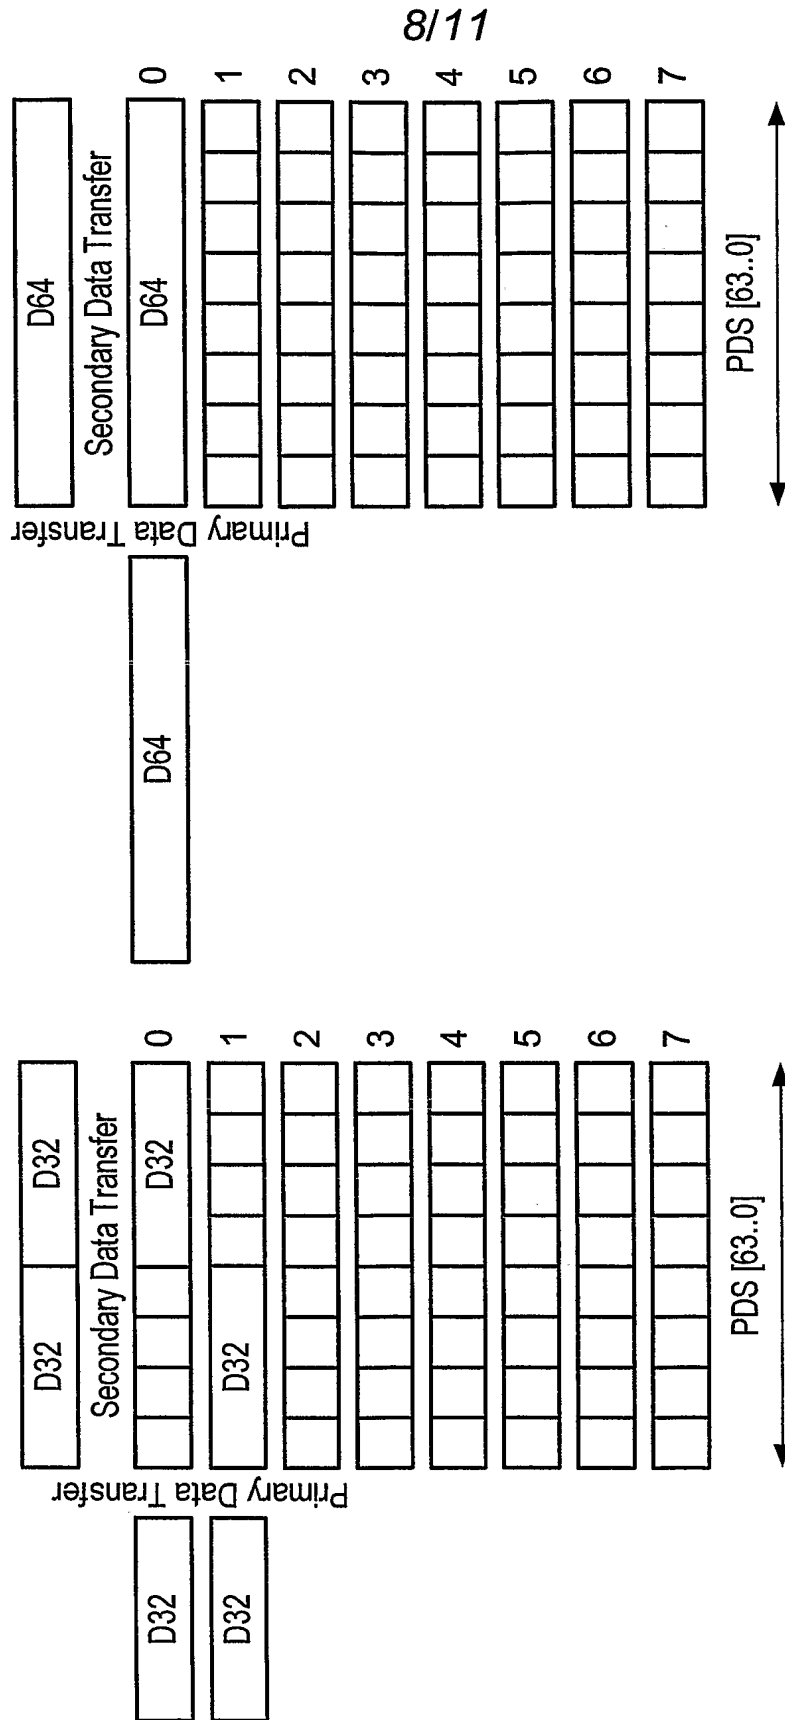 8/11
D64
Secondary Data Transfer
D64
0
1
2
3
4
5
6
7
Primary Data Transfer
D64
PDS [63..0]
D32
D32
Secondary Data Transfer
D32
0
D32
1
2
3
4
5
6
7
Primary Data Transfer
D32
D32
PDS [63..0]